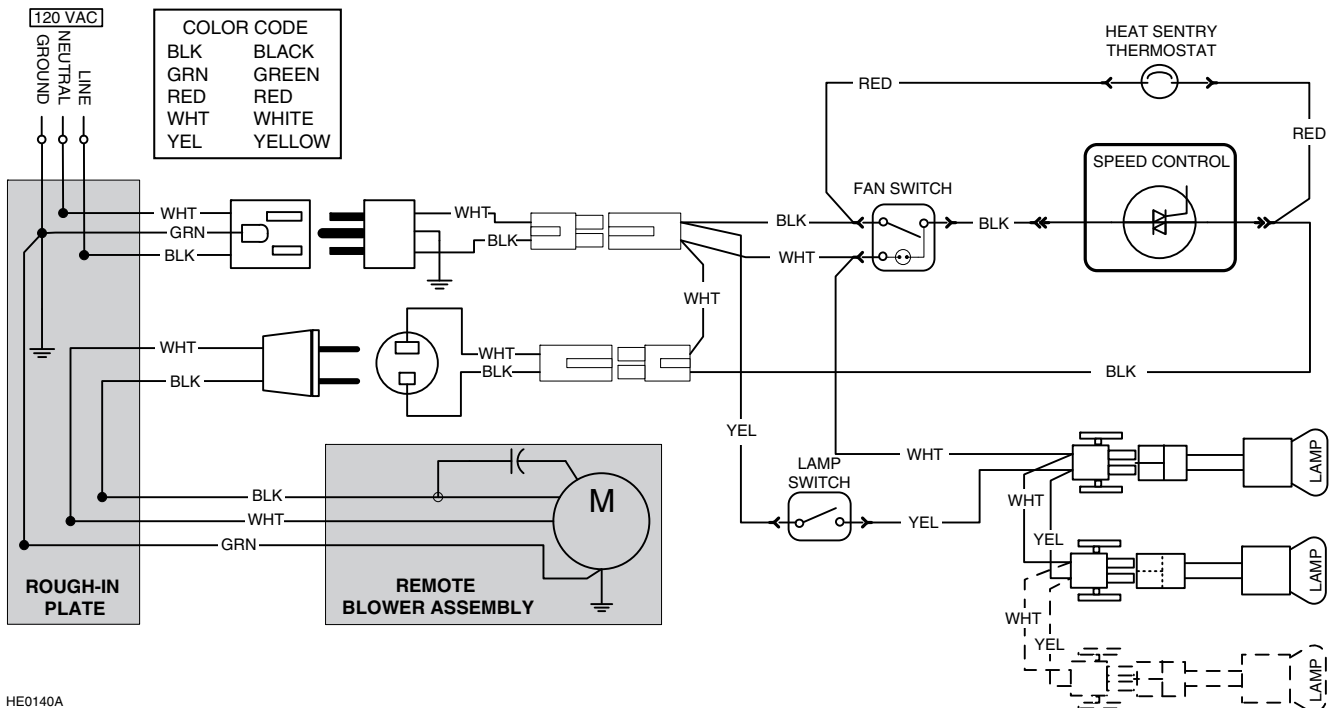 120 VAC
GROUND
NEUTRAL
LINE
COLOR CODE
BLK BLACK
GRN GREEN
RED RED
WHT WHITE
YEL YELLOW
HEAT SENTRY
THERMOSTAT
RED
RED
SPEED CONTROL
FAN SWITCH
WHT
GRN
BLK
WHT
BLK
BLK
WHT
BLK
WHT
WHT
BLK
WHT
BLK
BLK
YEL
LAMP
SWITCH
WHT
YEL
LAMP
WHT
YEL
LAMP
WHT
YEL
LAMP
BLK
WHT
GRN
M
ROUGH-IN
PLATE
REMOTE
BLOWER ASSEMBLY
HE0140A